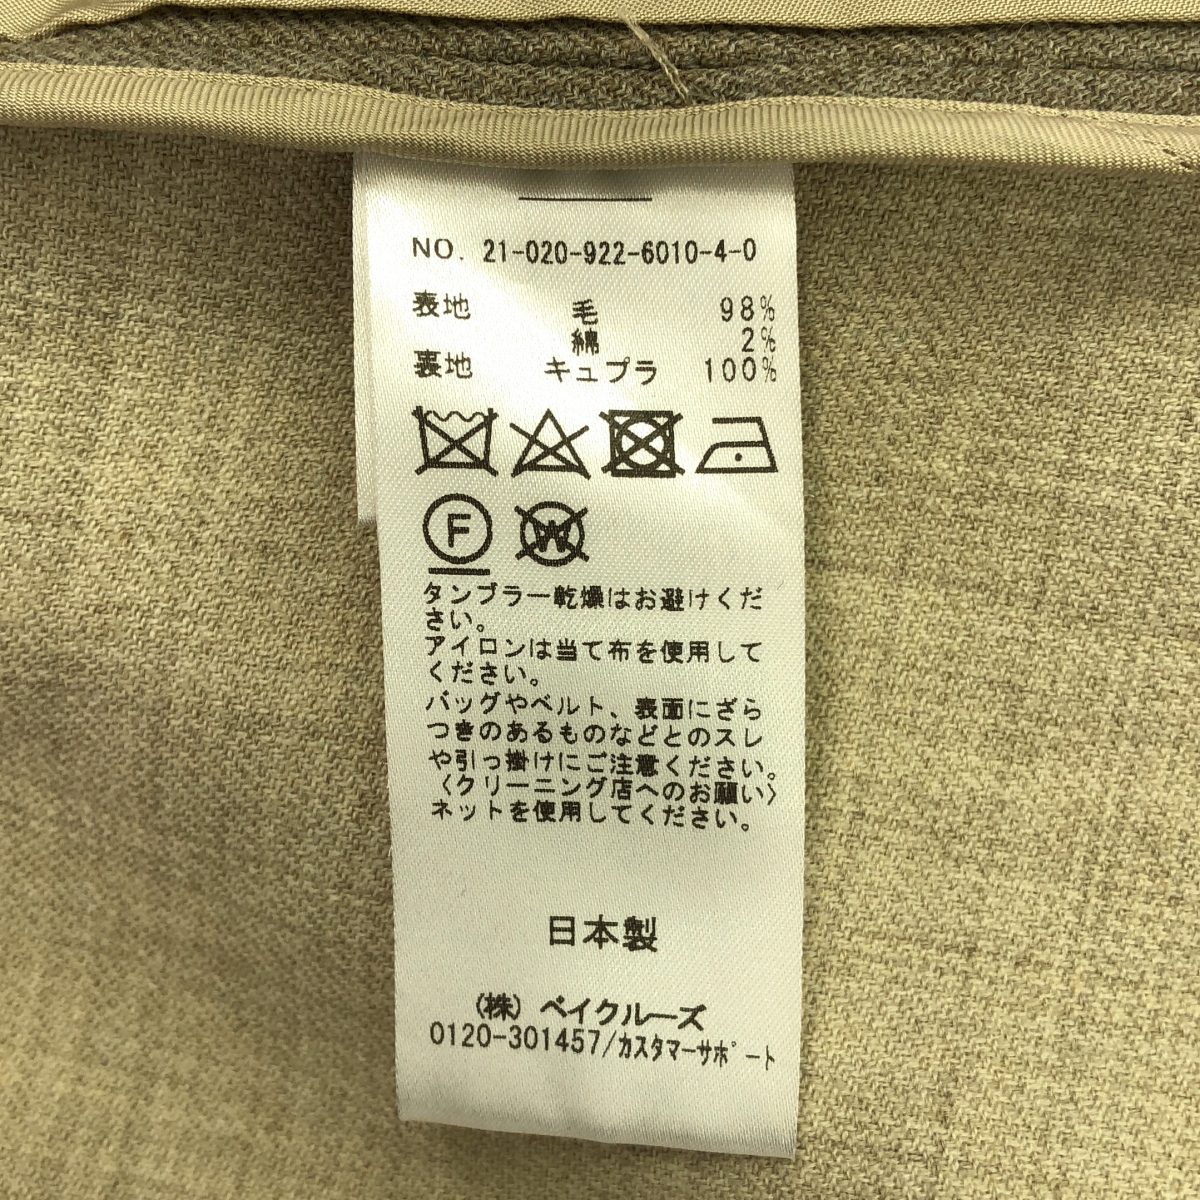 NO. 21-020-922-6010-4-0
表地 毛 98%
綿 2%
裏地 キュプラ 100%
F
W
タンブラー乾燥はお避けくだ
さい。
アイロンは当て布を使用して
ください。
バッグやベルト、表面にざら
つきのあるものなどとのスレ
や引っ掛けにご注意ください。
〈クリーニング店へのお願い〉
ネットを使用してください。
日本製
(株) ベイクルーズ
0120-301457/カスタマーサポート